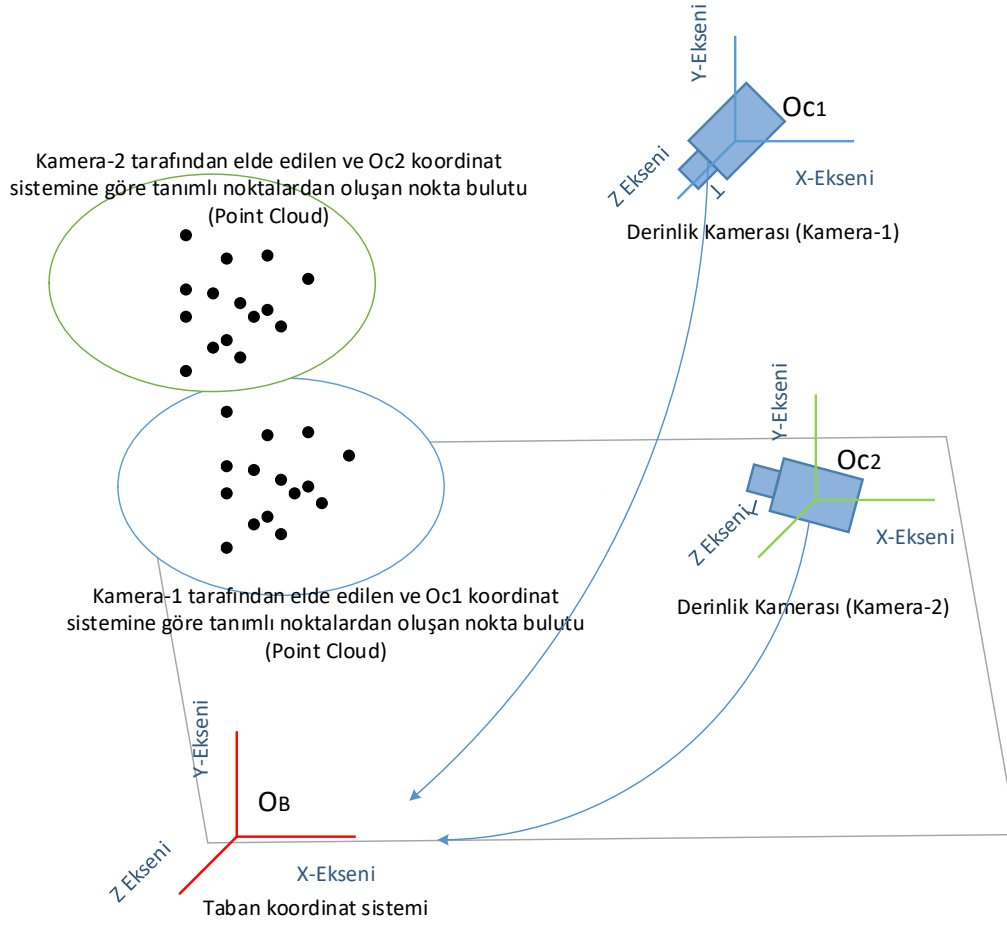 Y-Ekseni
Oc1
Z Ekseni
X-Ekseni
Derinlik Kamerası (Kamera-1)
Kamera-2 tarafından elde edilen ve Oc2 koordinat
sistemine göre tanımlı noktalardan oluşan nokta bulutu
(Point Cloud)
Y-Ekseni
Oc2
Z Ekseni
X-Ekseni
Derinlik Kamerası (Kamera-2)
Kamera-1 tarafından elde edilen ve Oc1 koordinat
sistemine göre tanımlı noktalardan oluşan nokta bulutu
(Point Cloud)
Y-Ekseni
OB
Z Ekseni
X-Ekseni
Taban koordinat sistemi